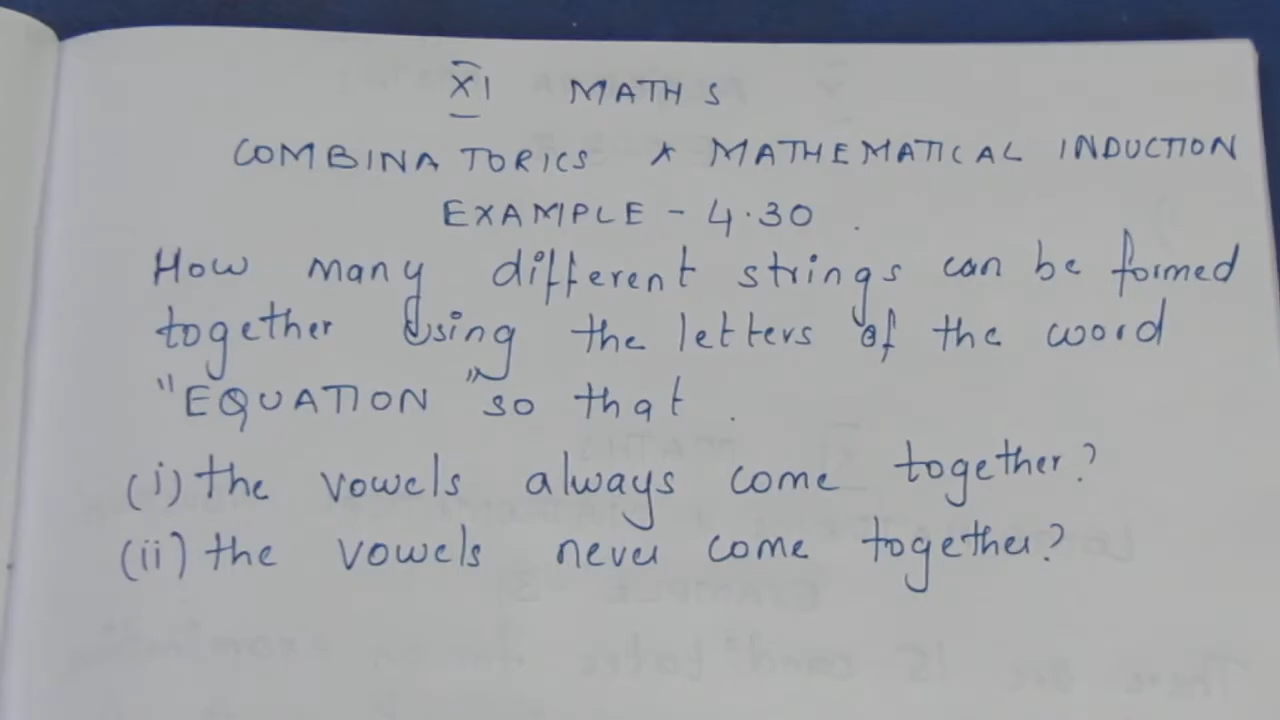 XI MATHS
COMBINATORICS & MATHEMATICAL INDUCTION
EXAMPLE - 4.30.
How many different strings can be formed
together using the letters of the word
"EQUATION" so that.
(i) the vowels always come together?
(ii) the vowels never come together?